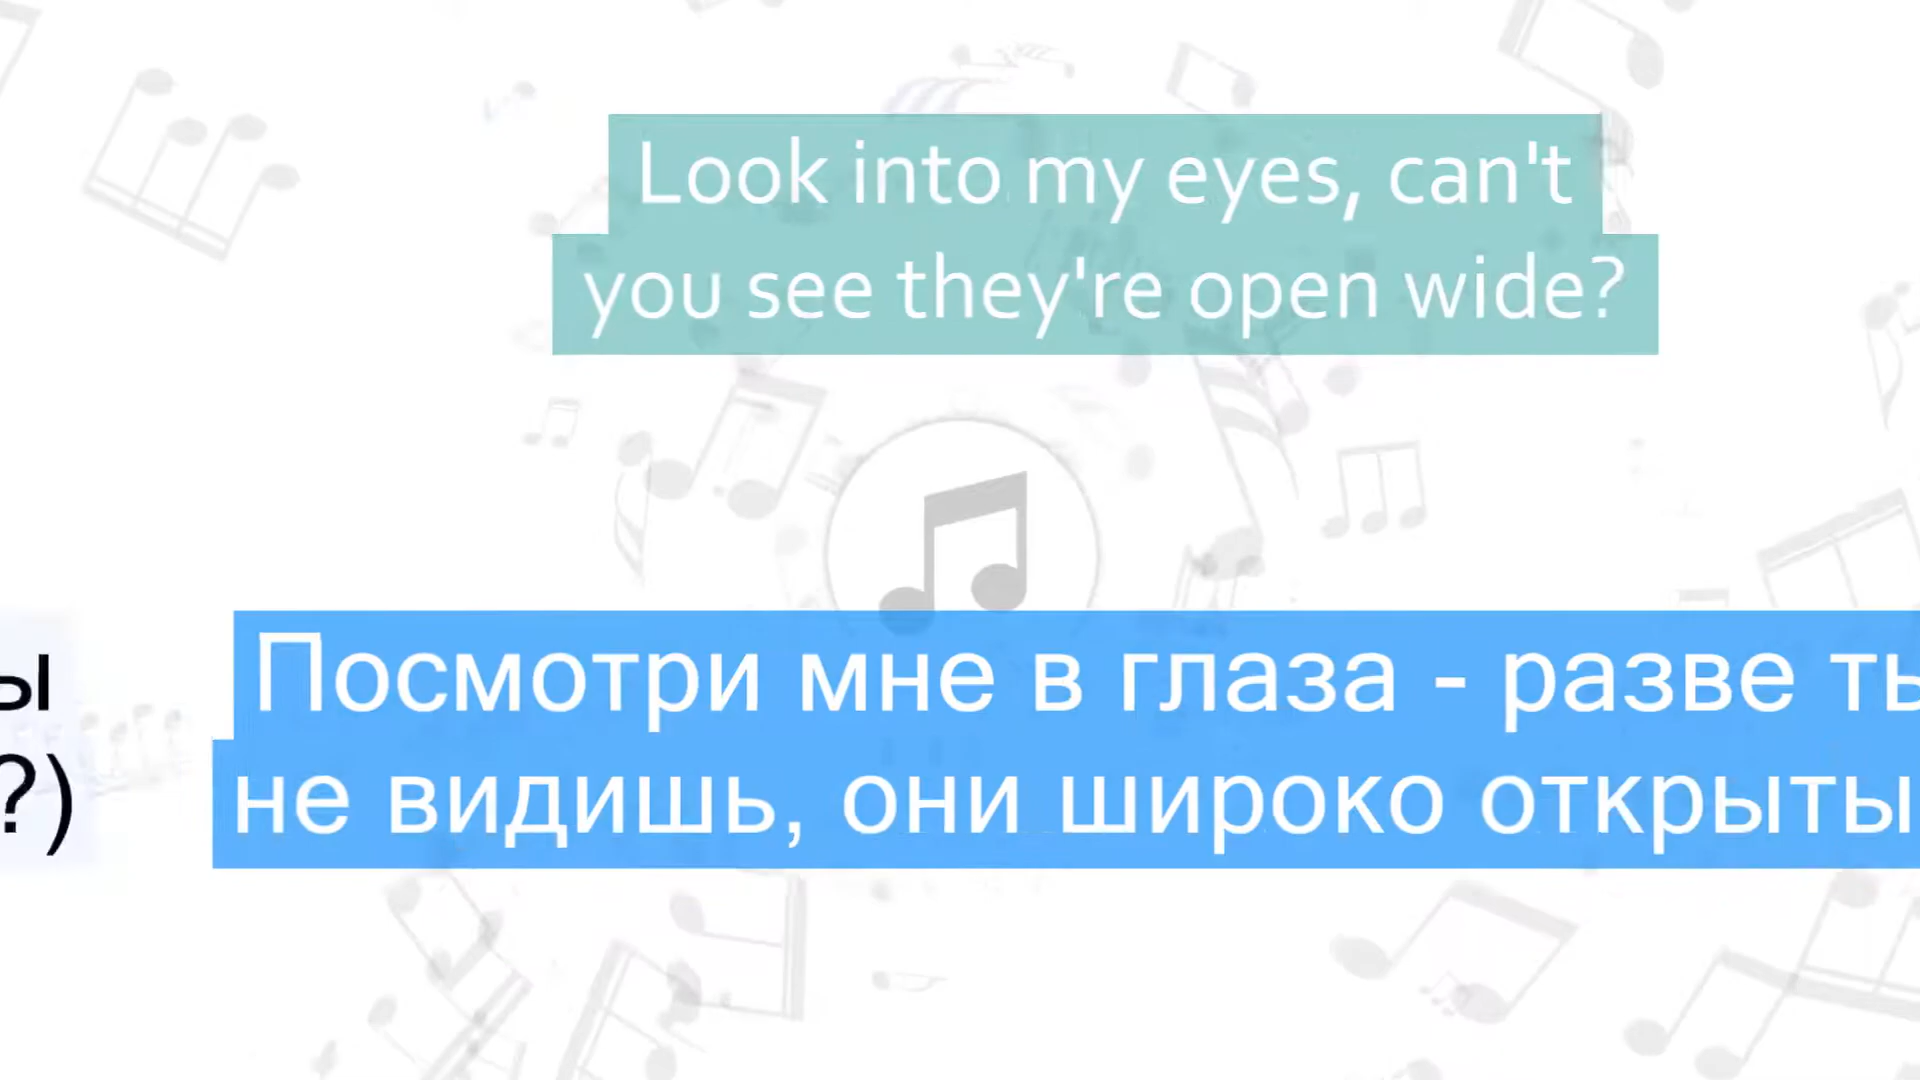 Look into my eyes, can't
you see they're open wide?
ы
?)
Посмотри мне в глаза - разве ты
не видишь, они широко открыты